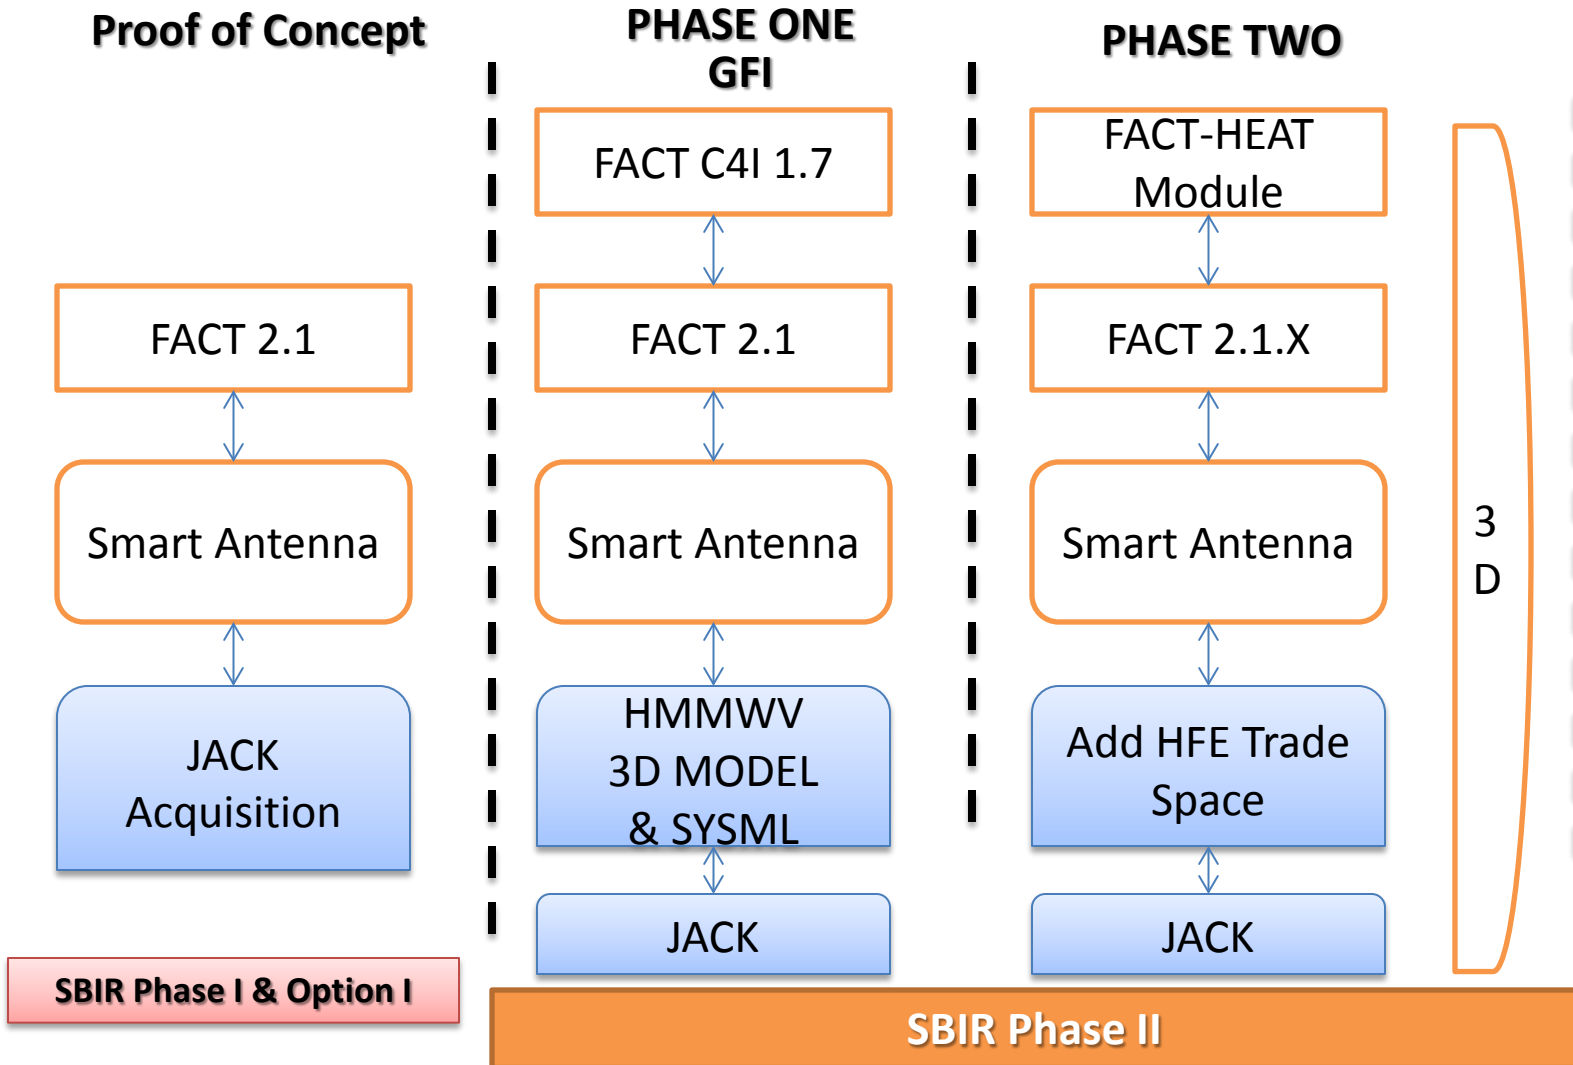 Proof of Concept
FACT 2.1
Smart Antenna
JACK
Acquisition
SBIR Phase I & Option I
PHASE ONE
GFI
FACT C4I 1.7
FACT 2.1
Smart Antenna
HMMWV
3D MODEL
& SYSML
JACK
PHASE TWO
FACT-HEAT
Module
FACT 2.1.X
Smart Antenna
Add HFE Trade
Space
JACK
3
D
SBIR Phase II